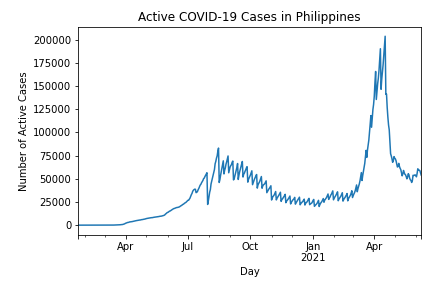 Active COVID-19 Cases in Philippines
Number of Active Cases
200000
175000
150000
125000
100000
75000
50000
25000
0
Apr Jul Oct Jan Apr
2021
Day